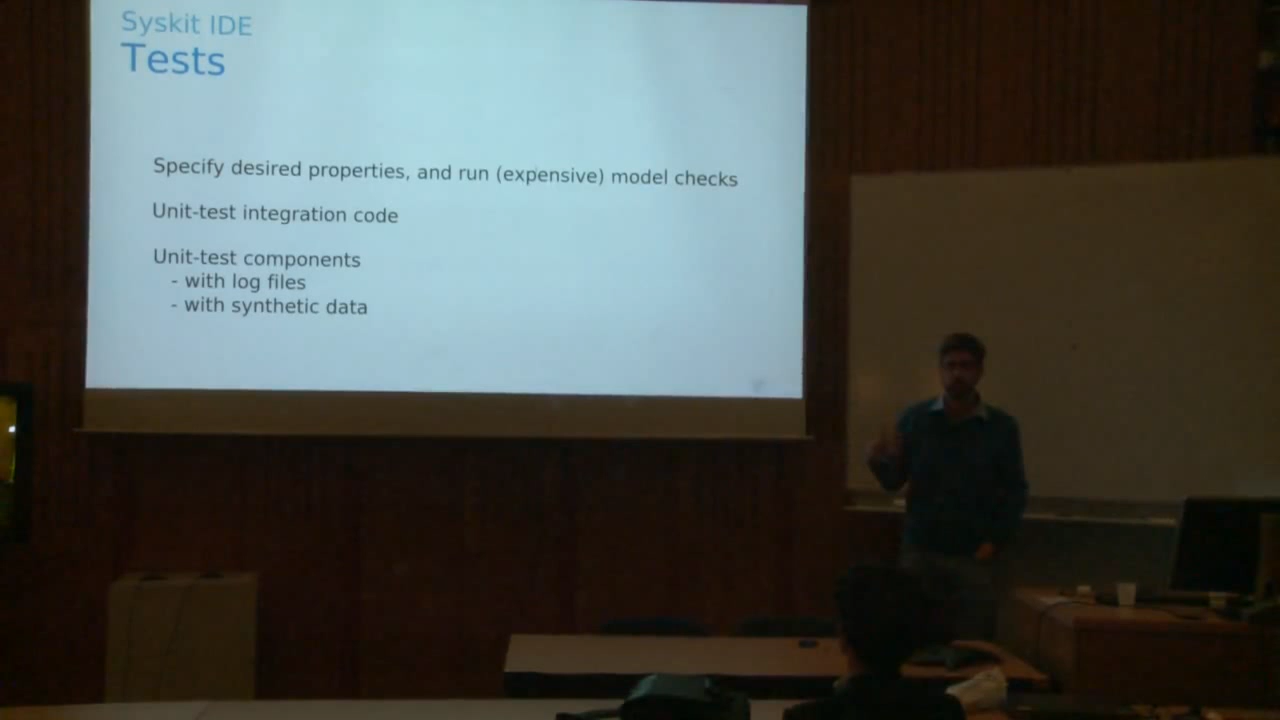 Syskit IDE
Tests
Specify desired properties, and run (expensive) model checks
Unit-test integration code
Unit-test components
- with log files
- with synthetic data